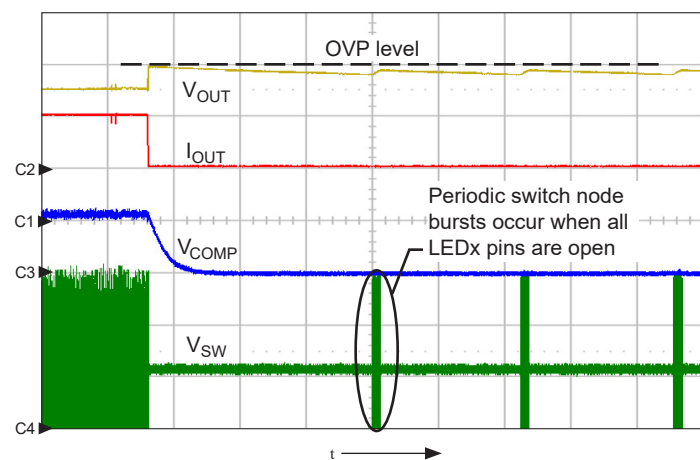 OVP level
VOUT
IOUT
C2
Periodic switch node
bursts occur when all
LEDx pins are open
C1
VCOMP
C3
VSW
C4
t